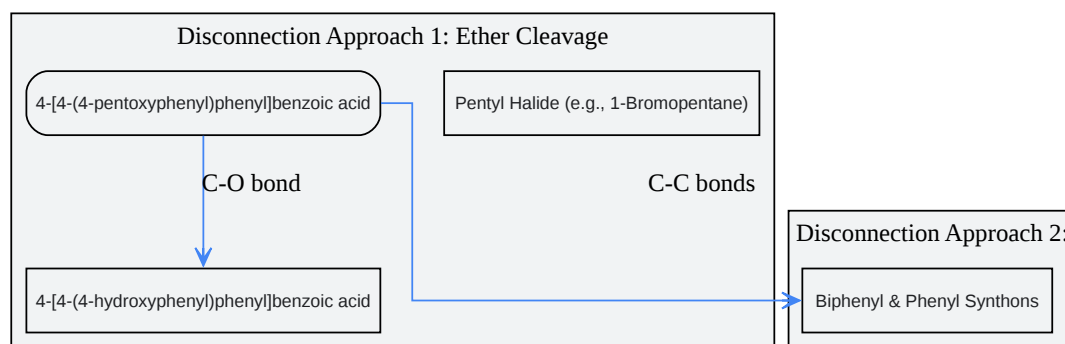 Disconnection Approach 1: Ether Cleavage
4-[4-(4-pentoxyphenyl)phenyl]benzoic acid
Pentyl Halide (e.g., 1-Bromopentane)
C-O bond
C-C bonds
Disconnection Approach 2:
4-[4-(4-hydroxyphenyl)phenyl]benzoic acid
Biphenyl & Phenyl Synthons